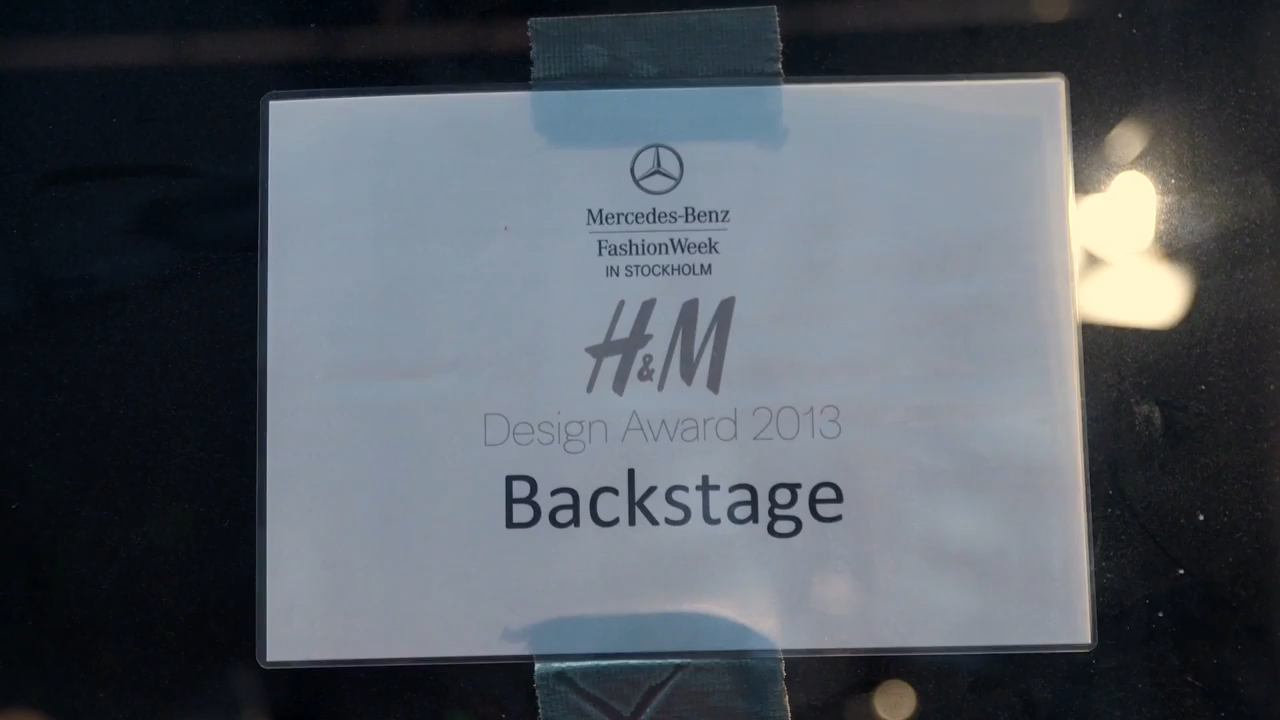 Mercedes-Benz
FashionWeek
IN STOCKHOLM
H&M
Design Award 2013
Backstage